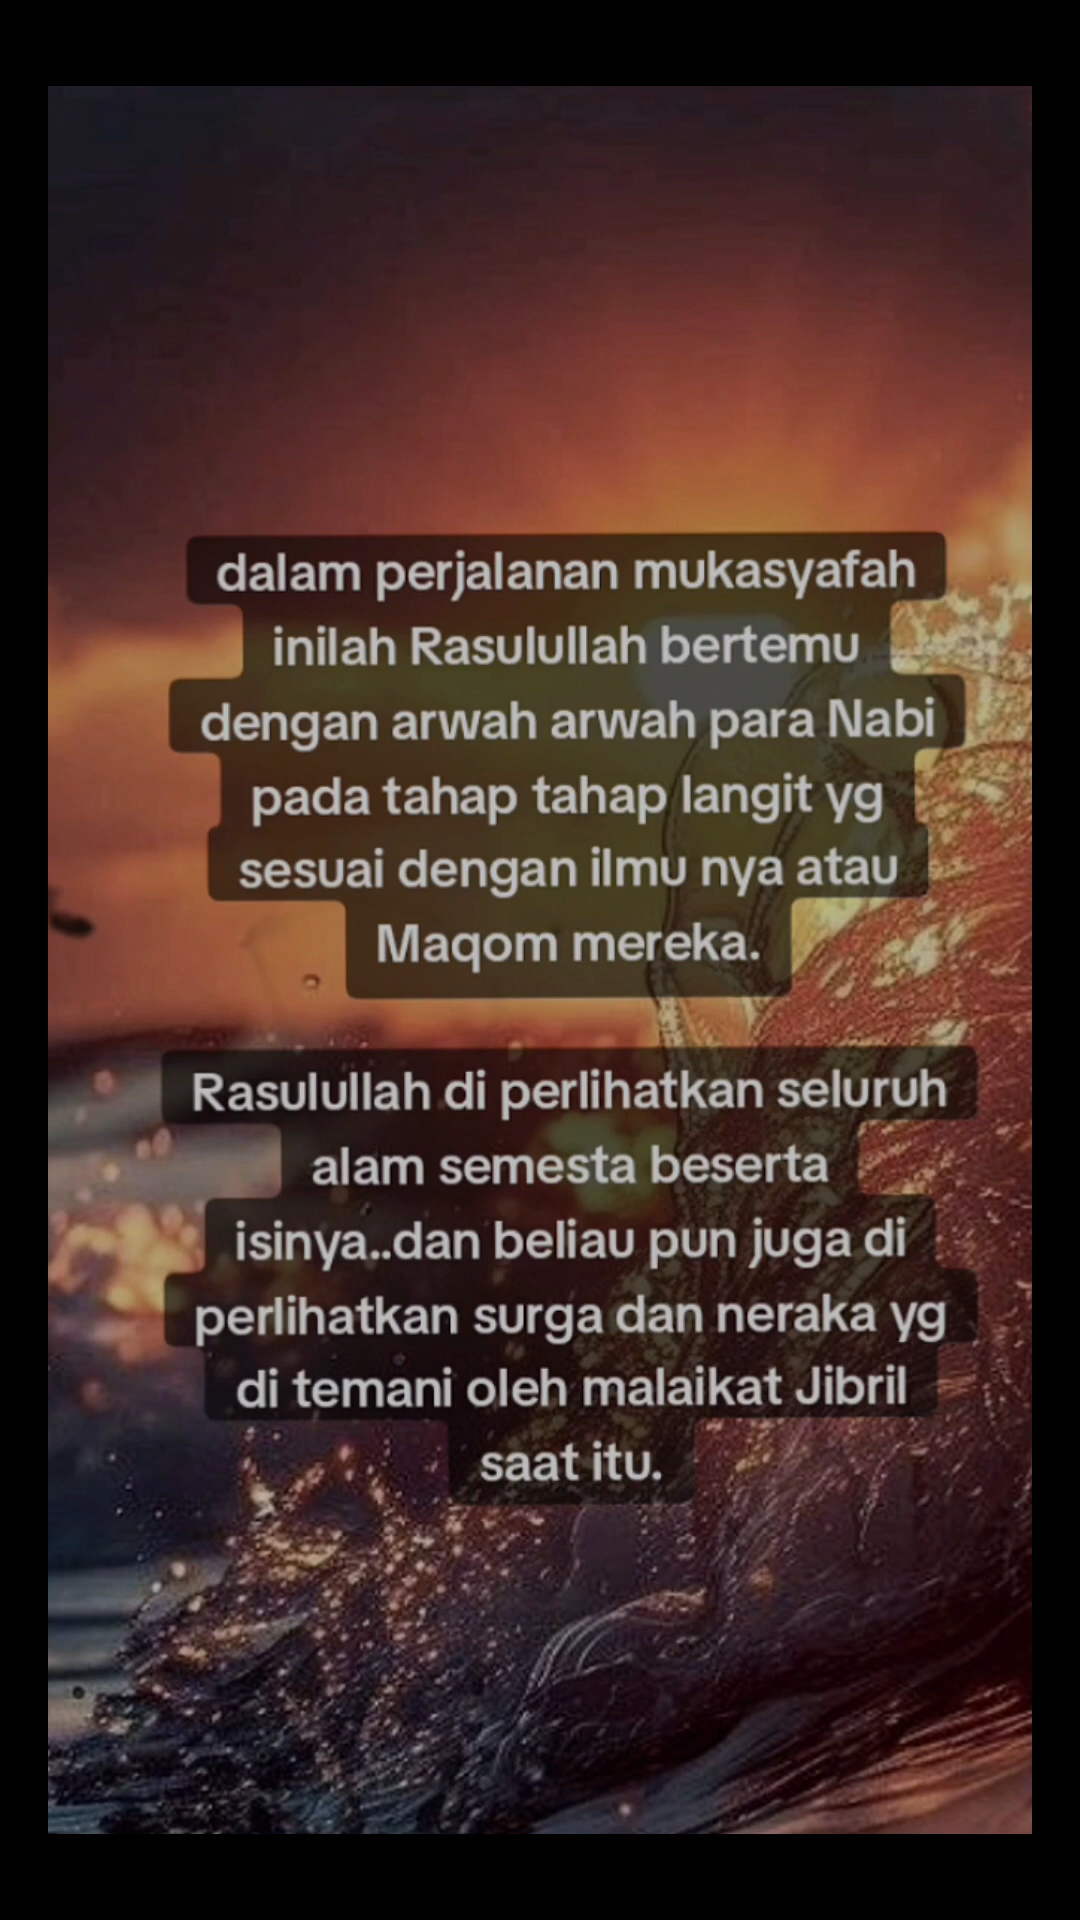 dalam perjalanan mukasyafah
inilah Rasulullah bertemu
dengan arwah arwah para Nabi
pada tahap tahap langit yg
sesuai dengan ilmu nya atau
Maqom mereka.
Rasulullah di perlihatkan seluruh
alam semesta beserta
isinya..dan beliau pun juga di
perlihatkan surga dan neraka yg
di temani oleh malaikat Jibril
saat itu.